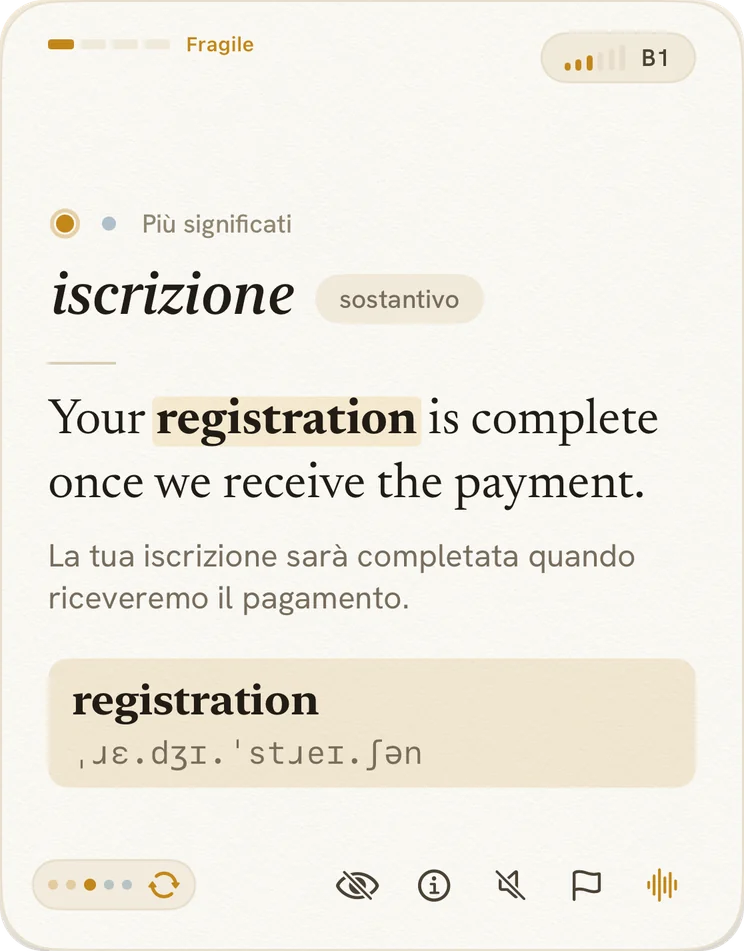 Fragile
B1
Più significati
iscrizione
sostantivo
Your registration is complete
once we receive the payment.
La tua iscrizione sarà completata quando
riceveremo il pagamento.
registration
ˌɹɛ.dʒɪ.ˈstɹeɪ.ʃən